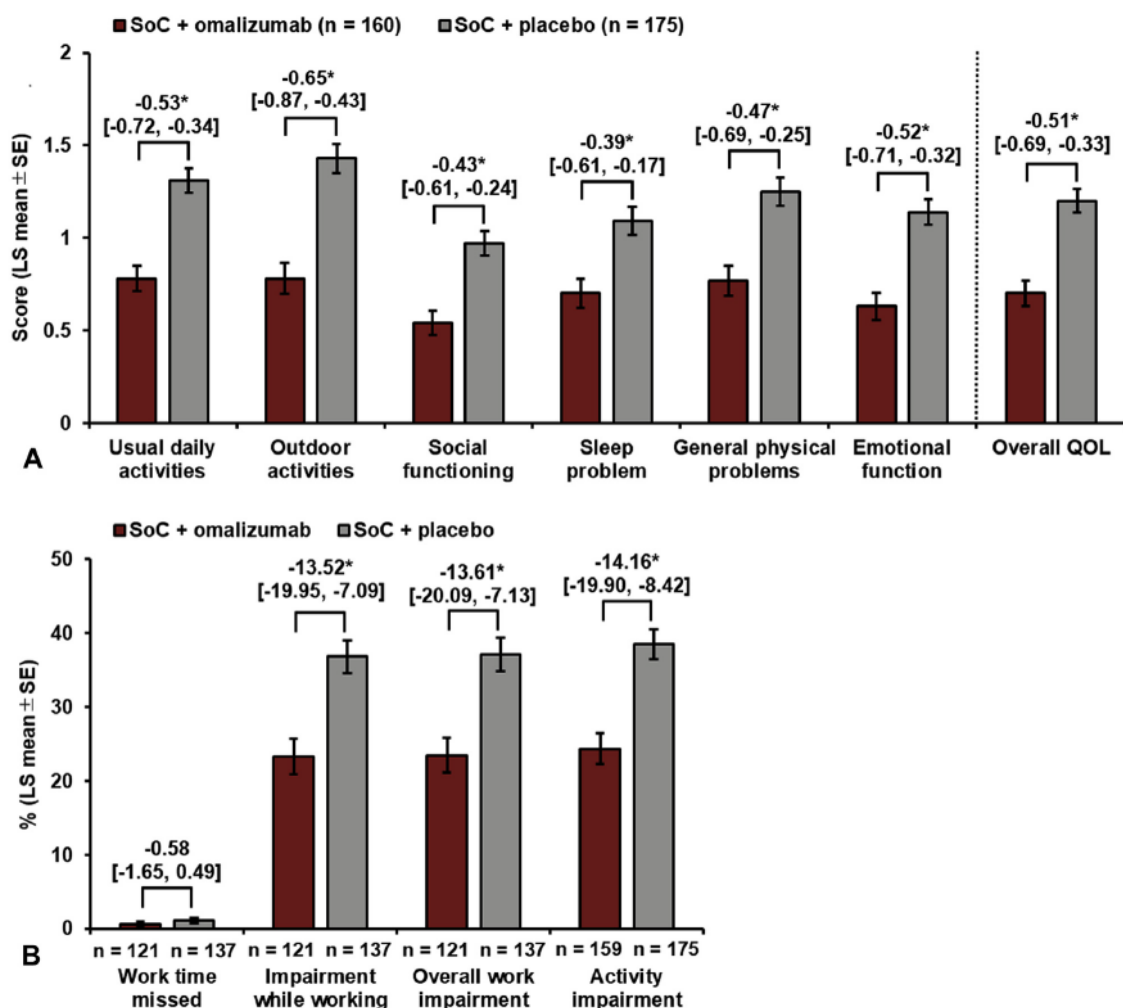 SoC + omalizumab (n = 160) SoC + placebo (n = 175)
Score (LS mean ± SE)
2
1.5
1
0.5
0
-0.53*
[-0.72, -0.34]
-0.65*
[-0.87, -0.43]
-0.43*
[-0.61, -0.24]
-0.39*
[-0.61, -0.17]
-0.47*
[-0.69, -0.25]
-0.52*
[-0.71, -0.32]
-0.51*
[-0.69, -0.33]
Usual daily
activities
Outdoor
activities
Social
functioning
Sleep
problem
General physical
problems
Emotional
function
Overall QOL
A
SoC + omalizumab SoC + placebo
% (LS mean ± SE)
50
40
30
20
10
0
-0.58
[-1.65, 0.49]
-13.52*
[-19.95, -7.09]
-13.61*
[-20.09, -7.13]
-14.16*
[-19.90, -8.42]
n = 121 n = 137 n = 121 n = 137 n = 121 n = 137 n = 159 n = 175
Work time
missed
Impairment
while working
Overall work
impairment
Activity
impairment
B